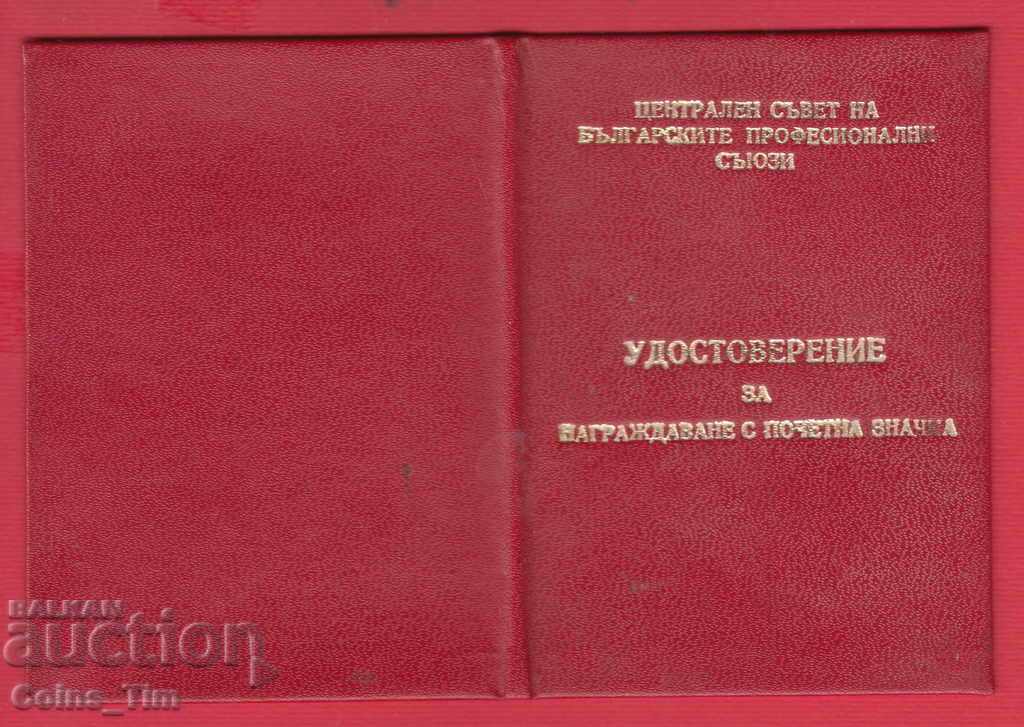 ЦЕНТРАЛЕН СЪВЕТ НА
БЪЛГАРСКИТЕ ПРОФЕСИОНАЛНИ
СЪЮЗИ
УДОСТОВЕРЕНИЕ
ЗА
НАГРАЖДАВАНЕ С ПОЧЕТНА ЗНАЧКА
BALKAN
auction
Coins_Tim